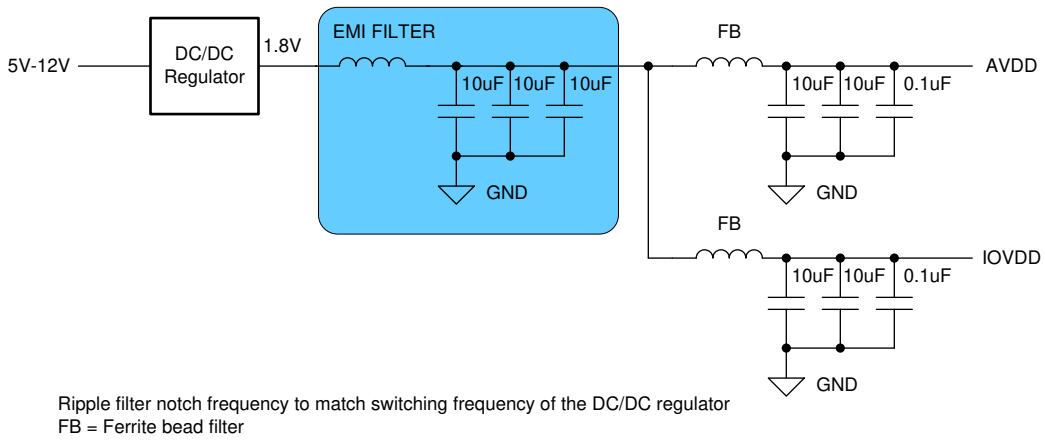 EMI FILTER
FB
5V-12V
DC/DC
Regulator
1.8V
10uF 10uF 10uF
10uF 10uF 0.1uF
AVDD
GND
GND
FB
10uF 10uF 0.1uF
IOVDD
GND
Ripple filter notch frequency to match switching frequency of the DC/DC regulator
FB = Ferrite bead filter